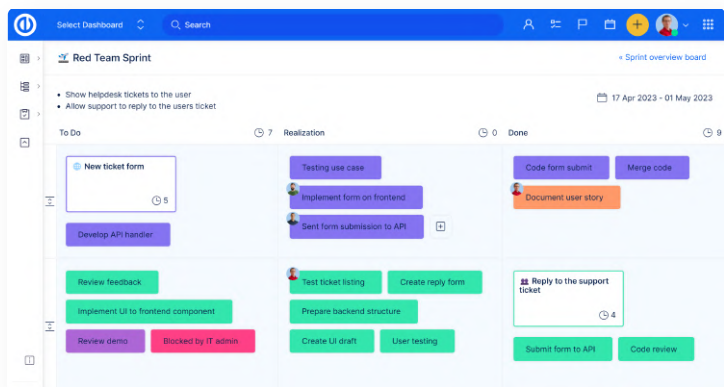 Select Dashboard
Search
Red Team Sprint
« Sprint overview board
Show helpdesk tickets to the user
Allow support to reply to the users ticket
17 Apr 2023 - 01 May 2023
To Do
7
Realization
0
Done
9
New ticket form
5
Develop API handler
Testing use case
Implement form on frontend
Sent form submission to API
Code form submit
Merge code
Document user story
Review feedback
Implement UI to frontend component
Review demo
Blocked by IT admin
Test ticket listing
Create reply form
Prepare backend structure
Create UI draft
User testing
Reply to the support
ticket
4
Submit form to API
Code review